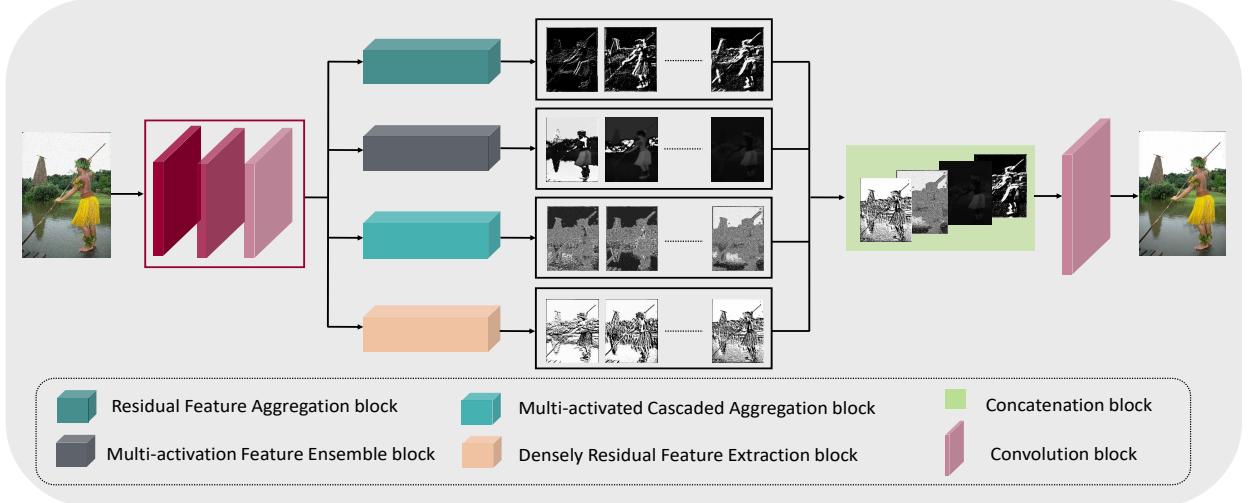 Residual Feature Aggregation block
Multi-activated Cascaded Aggregation block
Concatenation block
Multi-activation Feature Ensemble block
Densely Residual Feature Extraction block
Convolution block